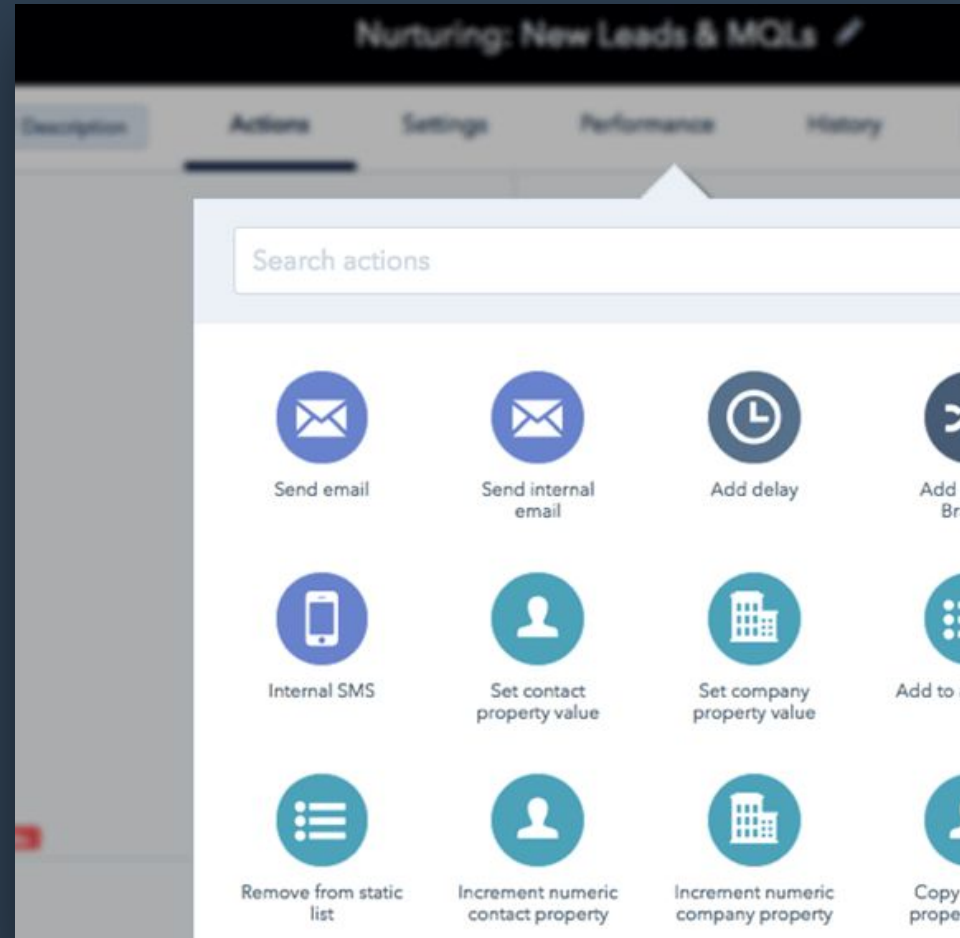 Nurturing: New Leads & MQLs
Description
Actions Settings Performance History
Search actions
Send email
Send internal
email
Add delay
Add
Br
Internal SMS
Set contact
property value
Set company
property value
Add to
Remove from static
list
Increment numeric
contact property
Increment numeric
company property
Copy
prope